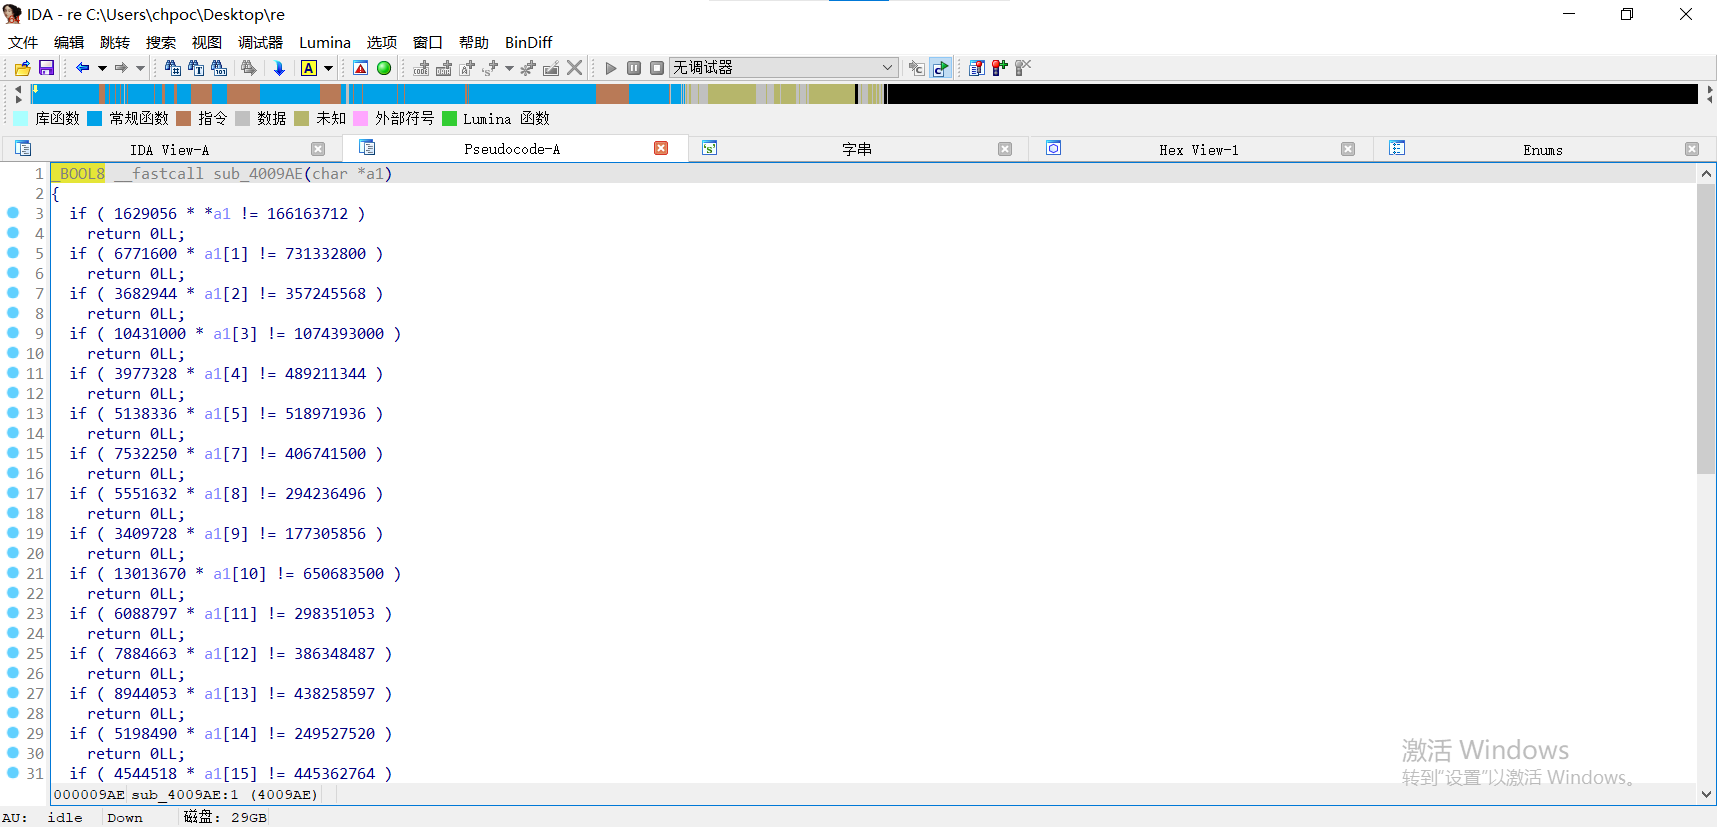 IDA - re C:\Users\chpoc\Desktop\re
文件 编辑 跳转 搜索 视图 调试器 Lumina 选项 窗口 帮助 BinDiff
无调试器
库函数 常规函数 指令 数据 未知 外部符号 Lumina 函数
IDA View-A Pseudocode-A 字串 Hex View-1 Enums
1 _BOOL8 __fastcall sub_4009AE(char *a1)
2 {
3 if ( 1629056 * *a1 != 166163712 )
4 return 0LL;
5 if ( 6771600 * a1[1] != 731332800 )
6 return 0LL;
7 if ( 3682944 * a1[2] != 357245568 )
8 return 0LL;
9 if ( 10431000 * a1[3] != 1074393000 )
10 return 0LL;
11 if ( 3977328 * a1[4] != 489211344 )
12 return 0LL;
13 if ( 5138336 * a1[5] != 518971936 )
14 return 0LL;
15 if ( 7532250 * a1[7] != 406741500 )
16 return 0LL;
17 if ( 5551632 * a1[8] != 294236496 )
18 return 0LL;
19 if ( 3409728 * a1[9] != 177305856 )
20 return 0LL;
21 if ( 13013670 * a1[10] != 650683500 )
22 return 0LL;
23 if ( 6088797 * a1[11] != 298351053 )
24 return 0LL;
25 if ( 7884663 * a1[12] != 386348487 )
26 return 0LL;
27 if ( 8944053 * a1[13] != 438258597 )
28 return 0LL;
29 if ( 5198490 * a1[14] != 249527520 )
30 return 0LL;
31 if ( 4544518 * a1[15] != 445362764 )
激活 Windows
转到“设置”以激活 Windows。
000009AE sub_4009AE:1 (4009AE)
AU: idle Down 磁盘: 29GB